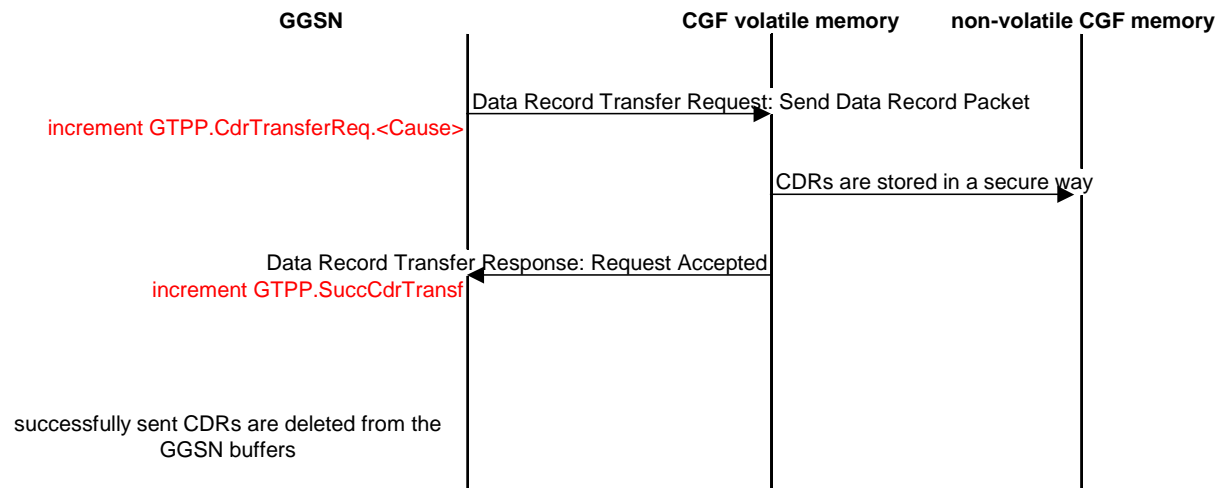 GGSN
CGF volatile memory
non-volatile CGF memory
Data Record Transfer Request: Send Data Record Packet
increment GTPP.CdrTransferReq.<Cause>
CDRs are stored in a secure way
Data Record Transfer Response: Request Accepted
increment GTPP.SuccCdrTransf
successfully sent CDRs are deleted from the
GGSN buffers